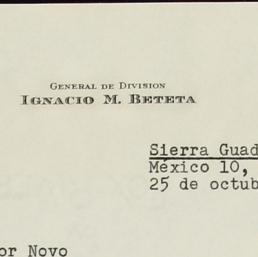 General de Division
Ignacio M. Beteta
Sierra Guad
México 10,
25 de octub
or Novo